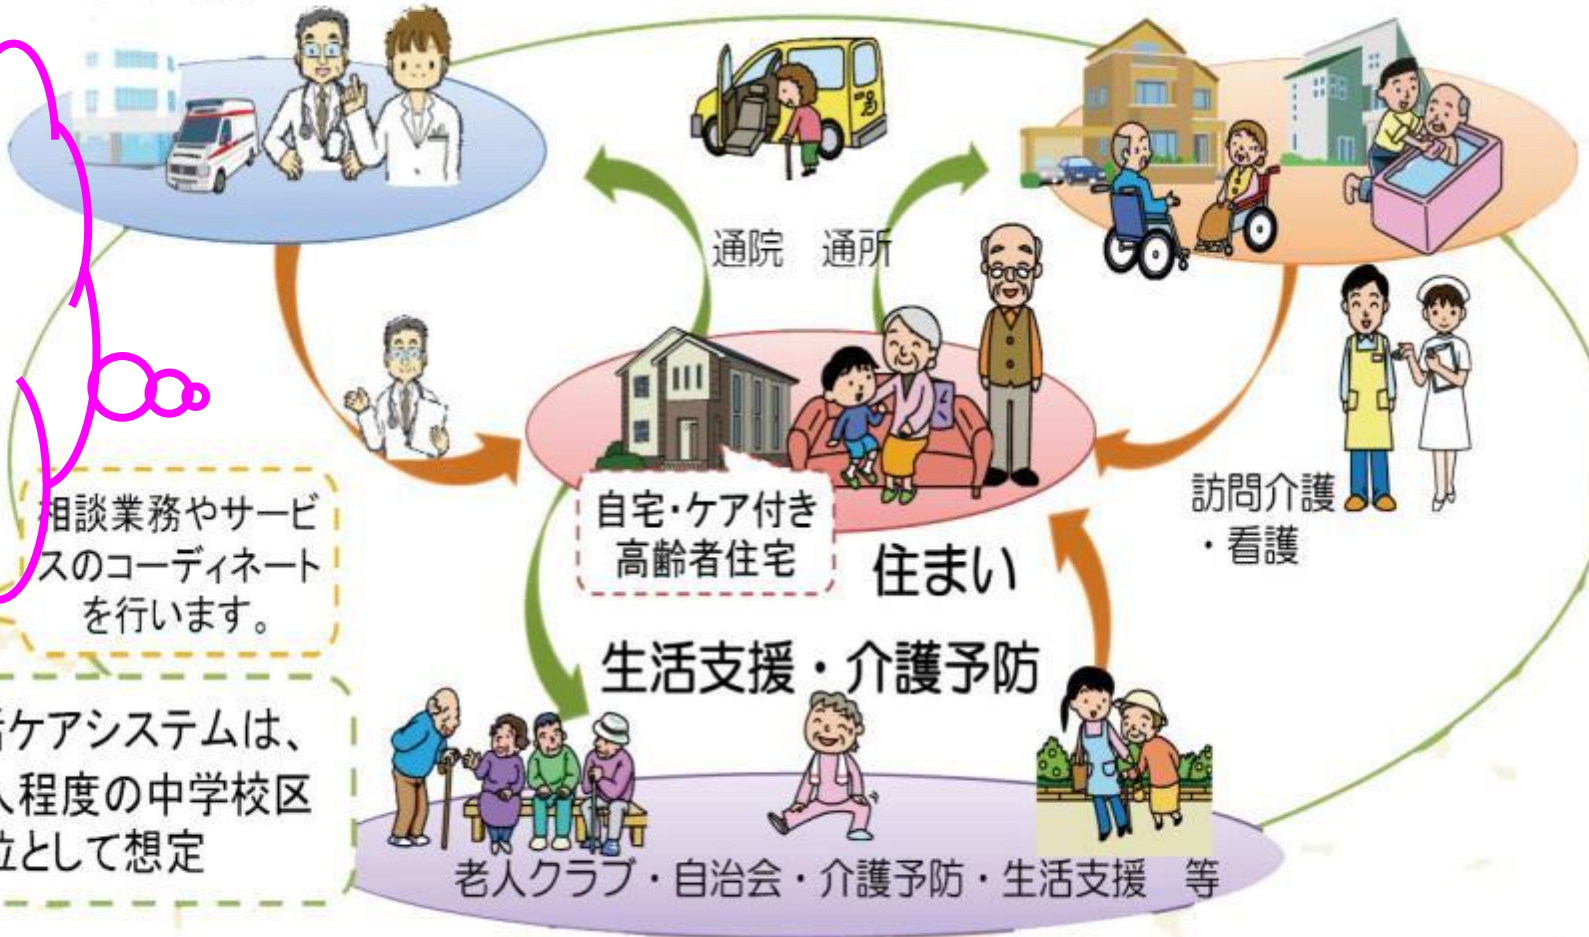 通院　通所
相談業務やサービ
スのコーディネート
を行います。
自宅・ケア付き
高齢者住宅
住まい
訪問介護
・看護
生活支援・介護予防
ケアシステムは、
人程度の中学校区
位として想定
老人クラブ・自治会・介護予防・生活支援　等